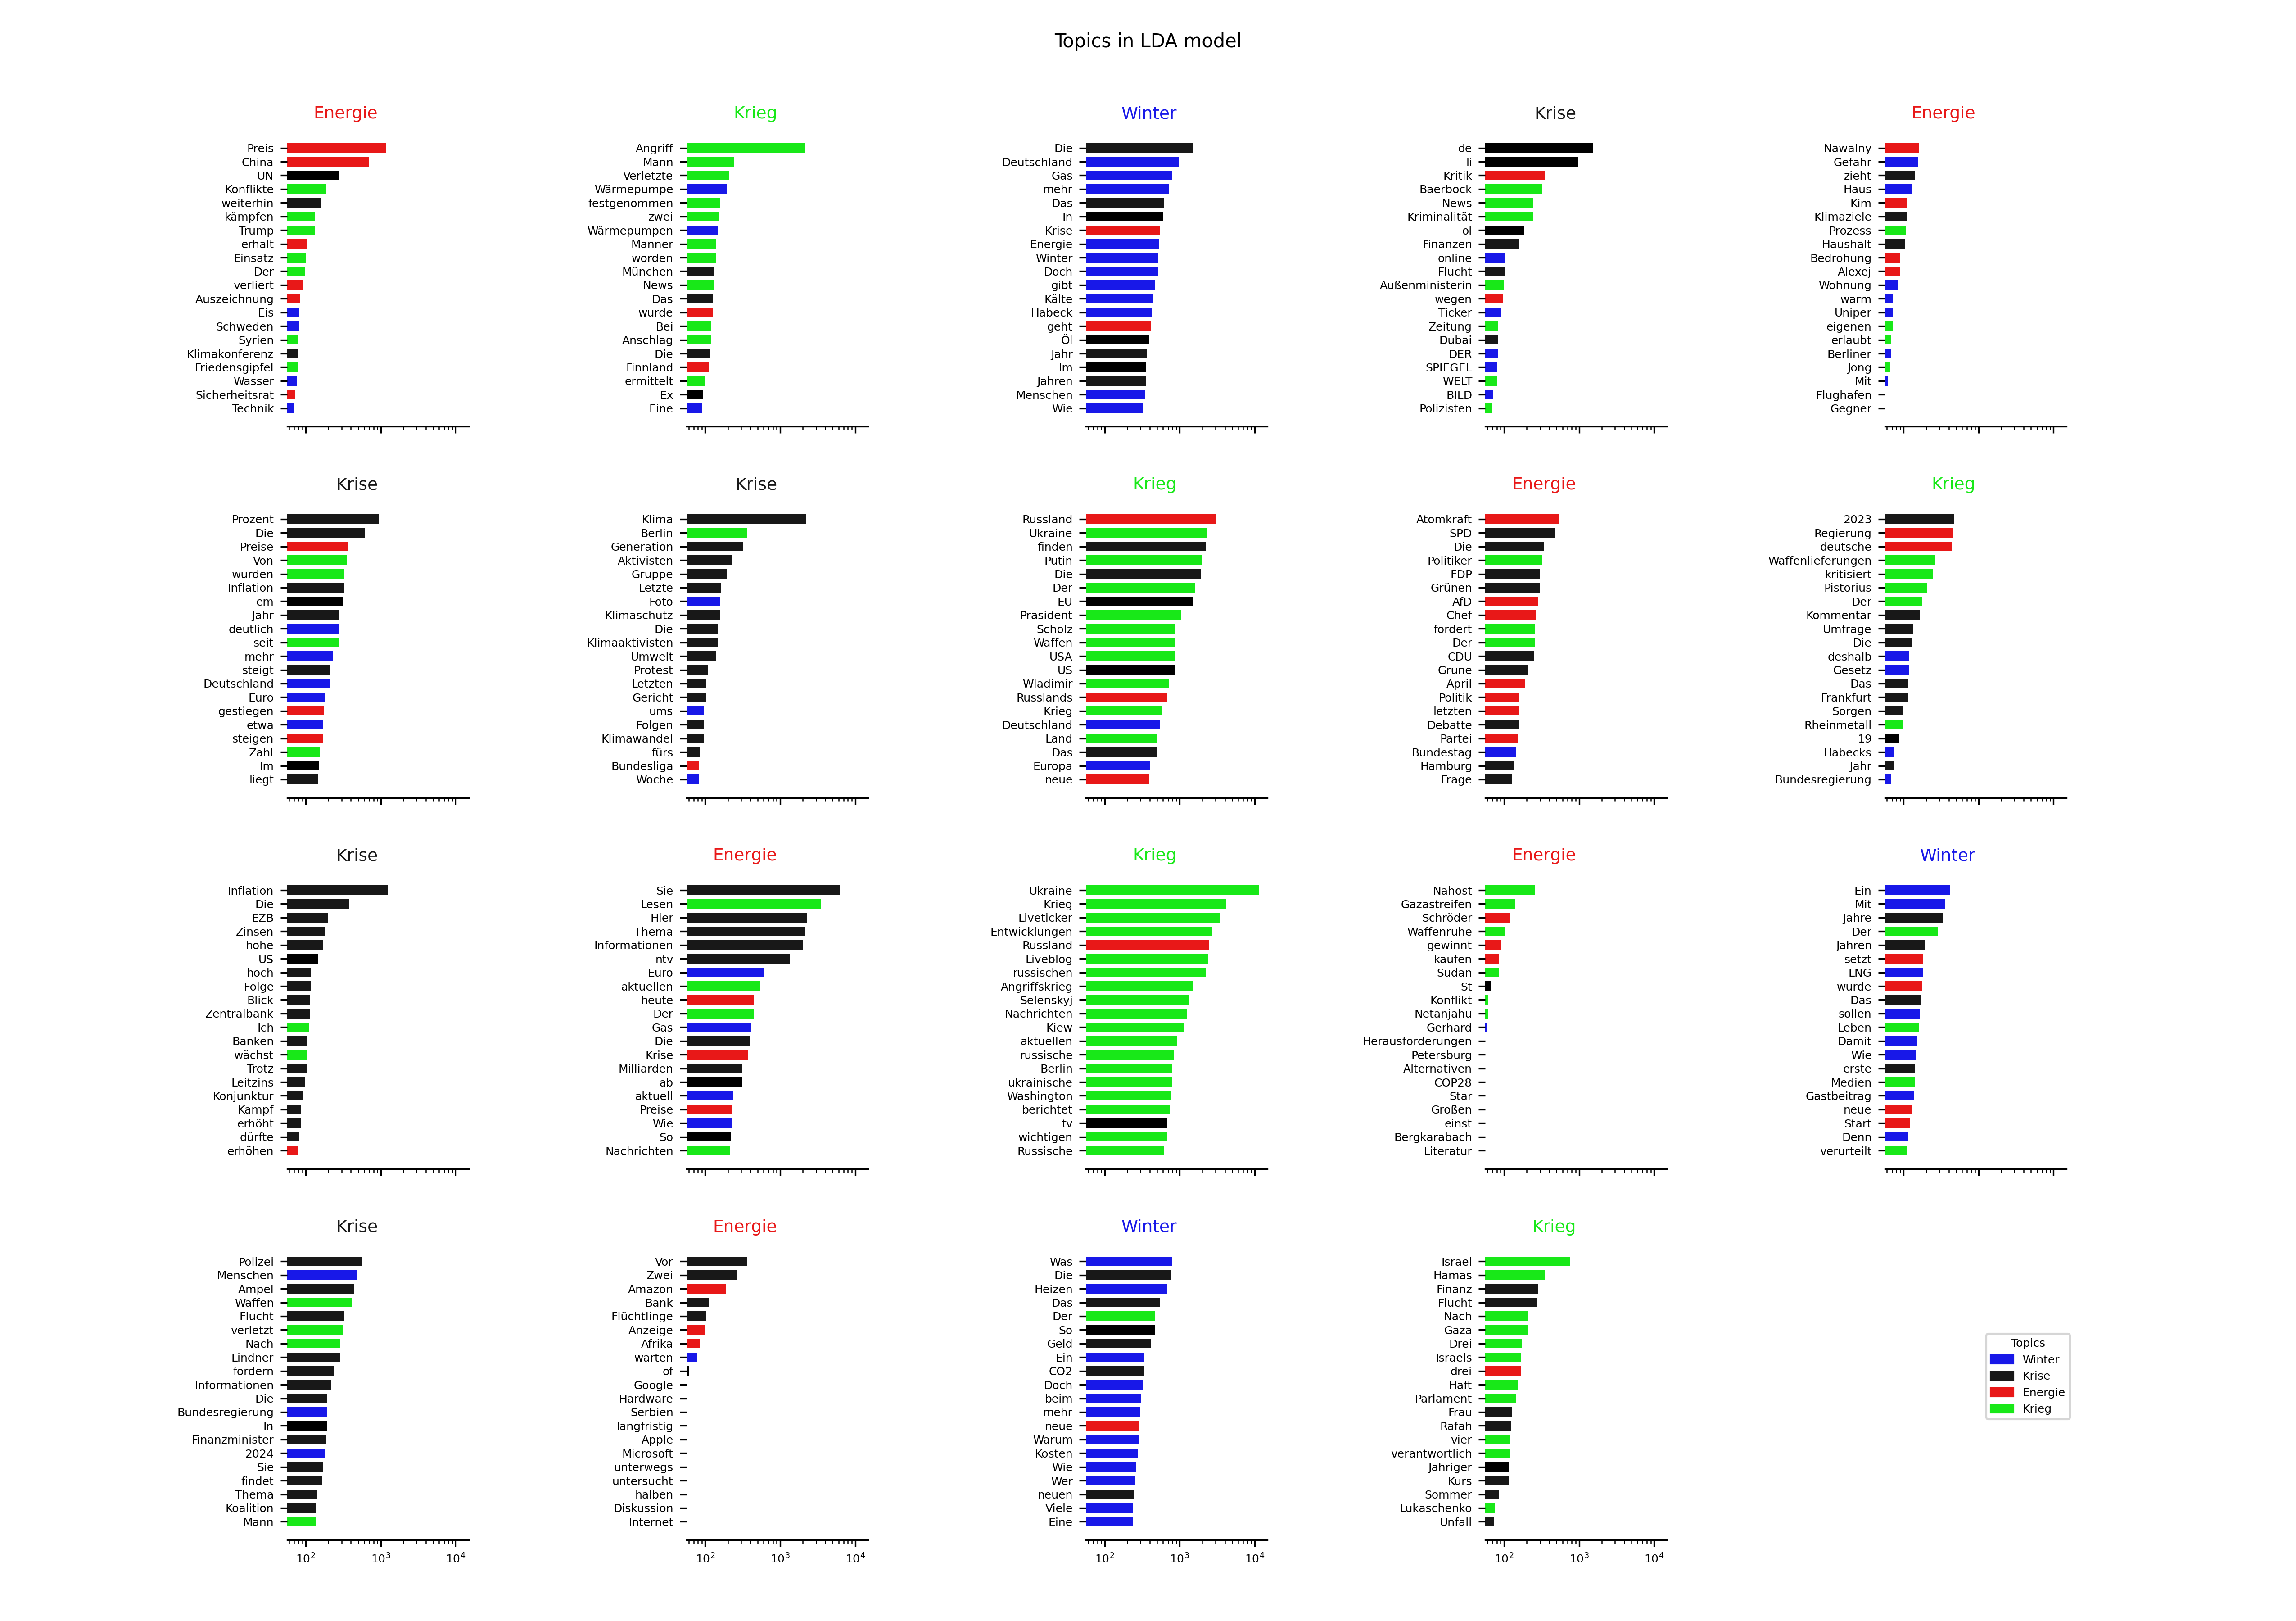 Topics in LDA model
Energie
Preis
China
UN
Konflikte
weiterhin
kämpfen
Trump
erhält
Einsatz
Der
verliert
Auszeichnung
Eis
Schweden
Syrien
Klimakonferenz
Friedensgipfel
Wasser
Sicherheitsrat
Technik
Krieg
Angriff
Mann
Verletzte
Wärmepumpe
festgenommen
zwei
Wärmepumpen
Männer
worden
München
News
Das
wurde
Bei
Anschlag
Die
Finnland
ermittelt
Ex
Eine
Winter
Die
Deutschland
Gas
mehr
Das
In
Krise
Energie
Winter
Doch
gibt
Kälte
Habeck
geht
Öl
Jahr
Im
Jahren
Menschen
Wie
Krise
de
li
Kritik
Baerbock
News
Kriminalität
ol
Finanzen
online
Flucht
Außenministerin
wegen
Ticker
Zeitung
Dubai
DER
SPIEGEL
WELT
BILD
Polizisten
Energie
Nawalny
Gefahr
zieht
Haus
Kim
Klimaziele
Prozess
Haushalt
Bedrohung
Alexej
Wohnung
warm
Uniper
eigenen
erlaubt
Berliner
Jong
Mit
Flughafen
Gegner
Krise
Prozent
Die
Preise
Von
wurden
Inflation
em
Jahr
deutlich
seit
mehr
steigt
Deutschland
Euro
gestiegen
etwa
steigen
Zahl
Im
liegt
Krise
Klima
Berlin
Generation
Aktivisten
Gruppe
Letzte
Foto
Klimaschutz
Die
Klimaaktivisten
Umwelt
Protest
Letzten
Gericht
ums
Folgen
Klimawandel
fürs
Bundesliga
Woche
Krieg
Russland
Ukraine
finden
Putin
Die
Der
EU
Präsident
Scholz
Waffen
USA
US
Wladimir
Russlands
Krieg
Deutschland
Land
Das
Europa
neue
Energie
Atomkraft
SPD
Die
Politiker
FDP
Grünen
AfD
Chef
fordert
Der
CDU
Grüne
April
Politik
letzten
Debatte
Partei
Bundestag
Hamburg
Frage
Krieg
2023
Regierung
deutsche
Waffenlieferungen
kritisiert
Pistorius
Der
Kommentar
Umfrage
Die
deshalb
Gesetz
Das
Frankfurt
Sorgen
Rheinmetall
19
Habecks
Jahr
Bundesregierung
Krise
Inflation
Die
EZB
Zinsen
hohe
US
hoch
Folge
Blick
Zentralbank
Ich
Banken
wächst
Trotz
Leitzins
Konjunktur
Kampf
erhöht
dürfte
erhöhen
Energie
Sie
Lesen
Hier
Thema
Informationen
ntv
Euro
aktuellen
heute
Der
Gas
Die
Krise
Milliarden
ab
aktuell
Preise
Wie
So
Nachrichten
Krieg
Ukraine
Krieg
Liveticker
Entwicklungen
Russland
Liveblog
russischen
Angriffskrieg
Selenskyj
Nachrichten
Kiew
aktuellen
russische
Berlin
ukrainische
Washington
berichtet
tv
wichtigen
Russische
Energie
Nahost
Gazastreifen
Schröder
Waffenruhe
gewinnt
kaufen
Sudan
St
Konflikt
Netanjahu
Gerhard
Herausforderungen
Petersburg
Alternativen
COP28
Star
Großen
einst
Bergkarabach
Literatur
Winter
Ein
Mit
Jahre
Der
Jahren
setzt
LNG
wurde
Das
sollen
Leben
Damit
Wie
erste
Medien
Gastbeitrag
neue
Start
Denn
verurteilt
Krise
Polizei
Menschen
Ampel
Waffen
Flucht
verletzt
Nach
Lindner
fordern
Informationen
Die
Bundesregierung
In
Finanzminister
2024
Sie
findet
Thema
Koalition
Mann
10² 10³ 10⁴
Energie
Vor
Zwei
Amazon
Bank
Flüchtlinge
Anzeige
Afrika
warten
of
Google
Hardware
Serbien
langfristig
Apple
Microsoft
unterwegs
untersucht
halben
Diskussion
Internet
10² 10³ 10⁴
Winter
Was
Die
Heizen
Das
Der
So
Geld
Ein
CO2
Doch
beim
mehr
neue
Warum
Kosten
Wie
Wer
neuen
Viele
Eine
10² 10³ 10⁴
Krieg
Israel
Hamas
Finanz
Flucht
Nach
Gaza
Drei
Israels
drei
Haft
Parlament
Frau
Rafah
vier
verantwortlich
Jähriger
Kurs
Sommer
Lukaschenko
Unfall
10² 10³ 10⁴
Topics
Winter
Krise
Energie
Krieg